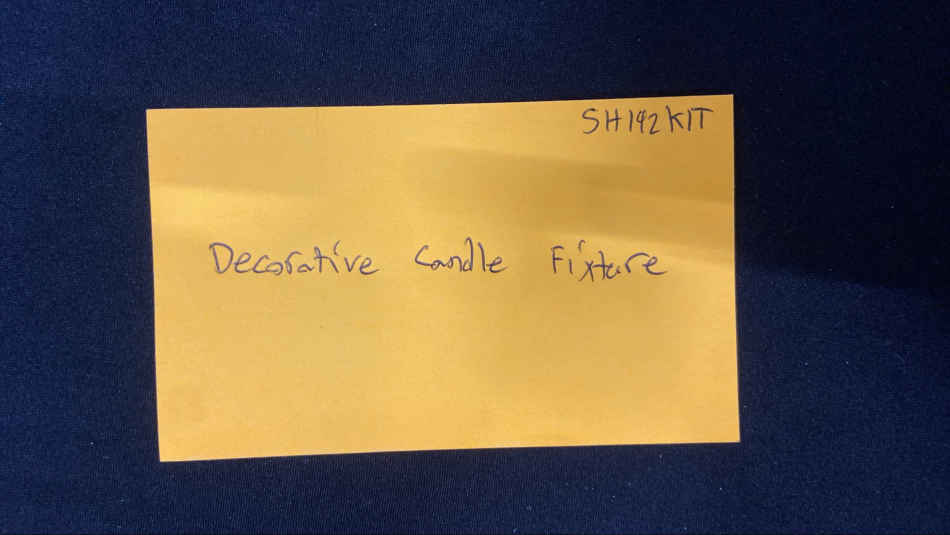 SH192KIT
Decorative Candle Fixture